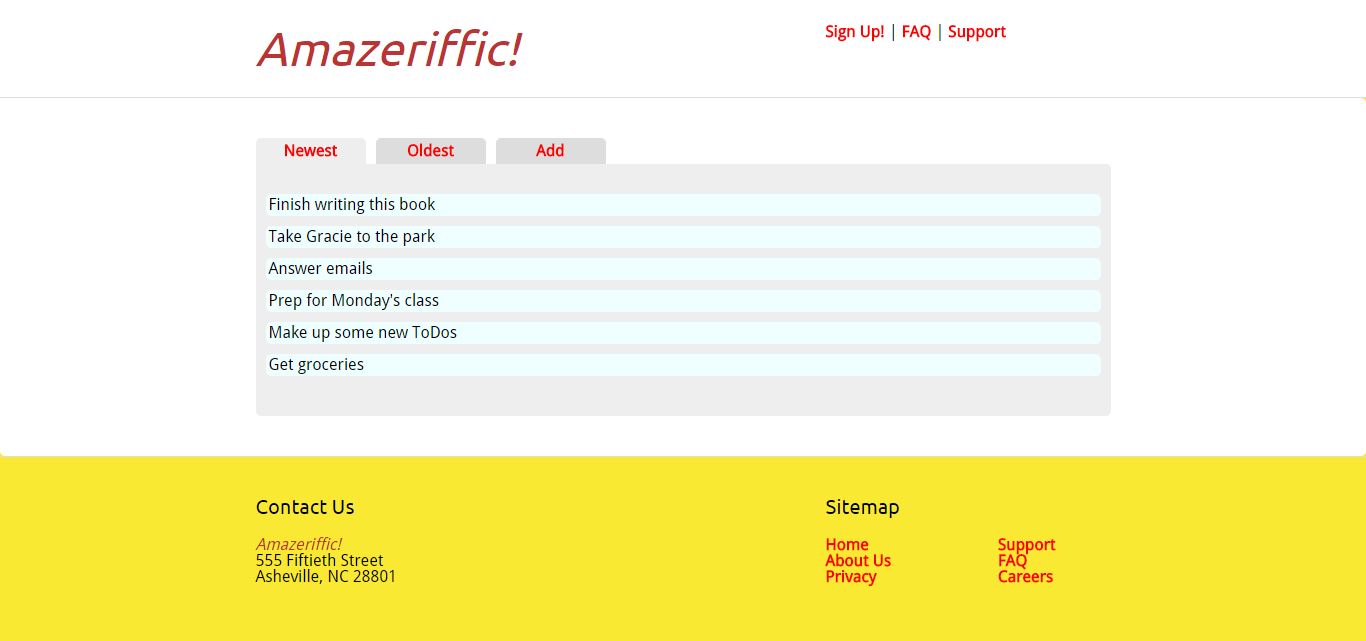 Amazeriffic!
Sign Up! | FAQ | Support
Newest
Oldest
Add
Finish writing this book
Take Gracie to the park
Answer emails
Prep for Monday's class
Make up some new ToDos
Get groceries
Contact Us
Amazeriffic!
555 Fiftieth Street
Asheville, NC 28801
Sitemap
Home
About Us
Privacy
Support
FAQ
Careers